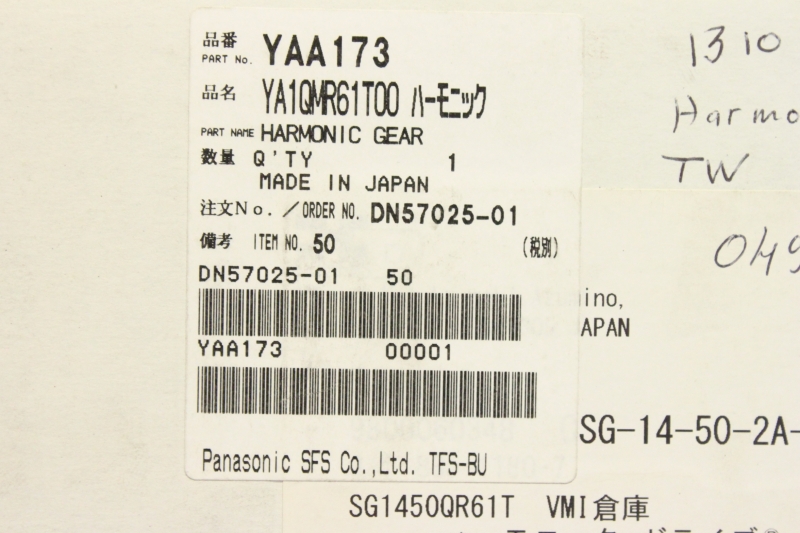 品番 PART No. YAA173
品名 YA1QMR61T00 ハーモニック
PART NAME HARMONIC GEAR
数量 Q'TY 1
MADE IN JAPAN
注文No.／ORDER NO. DN57025-01
備考 ITEM NO. 50 (税別)
DN57025-01 50
YAA173 00001
Panasonic SFS Co.,Ltd. TFS-BU
1310
Harmo
TW
049
ino,
APAN
SG-14-50-2A-
SG1450QR61T VMI倉庫